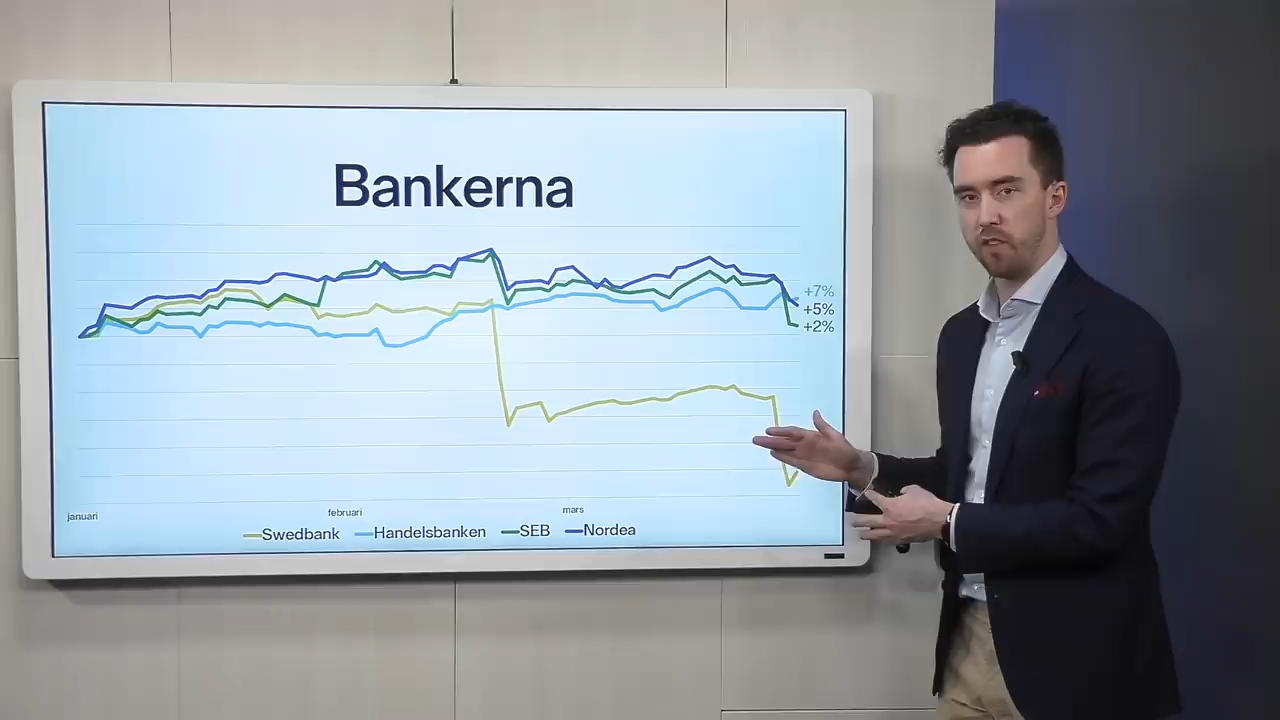 Bankerna
+7%
+5%
+2%
januari
februari
mars
Swedbank Handelsbanken SEB Nordea